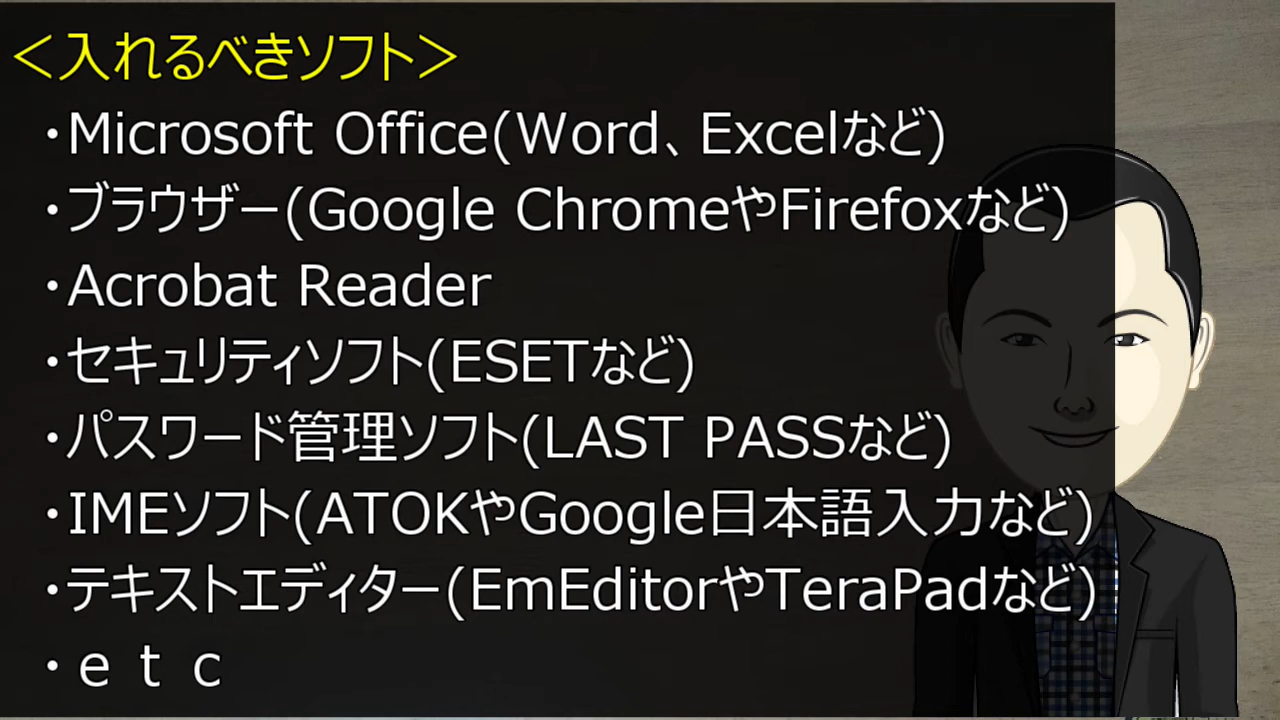 ＜入れるべきソフト＞
・Microsoft Office(Word、Excelなど)
・ブラウザー(Google ChromeやFirefoxなど)
・Acrobat Reader
・セキュリティソフト(ESETなど)
・パスワード管理ソフト(LAST PASSなど)
・IMEソフト(ATOKやGoogle日本語入力など)
・テキストエディター(EmEditorやTeraPadなど)
・ｅｔｃ